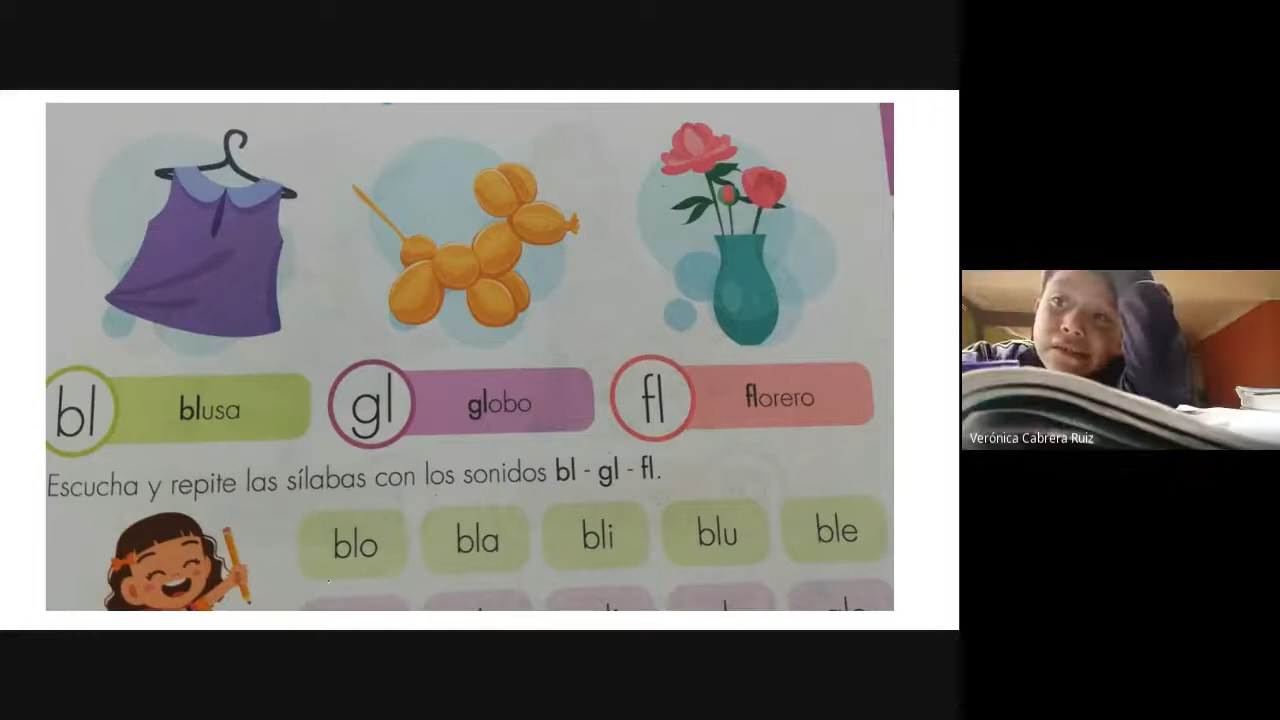 bl blusa gl globo fl florero
Escucha y repite las sílabas con los sonidos bl - gl - fl.
blo bla bli blu ble
Verónica Cabrera Ruiz